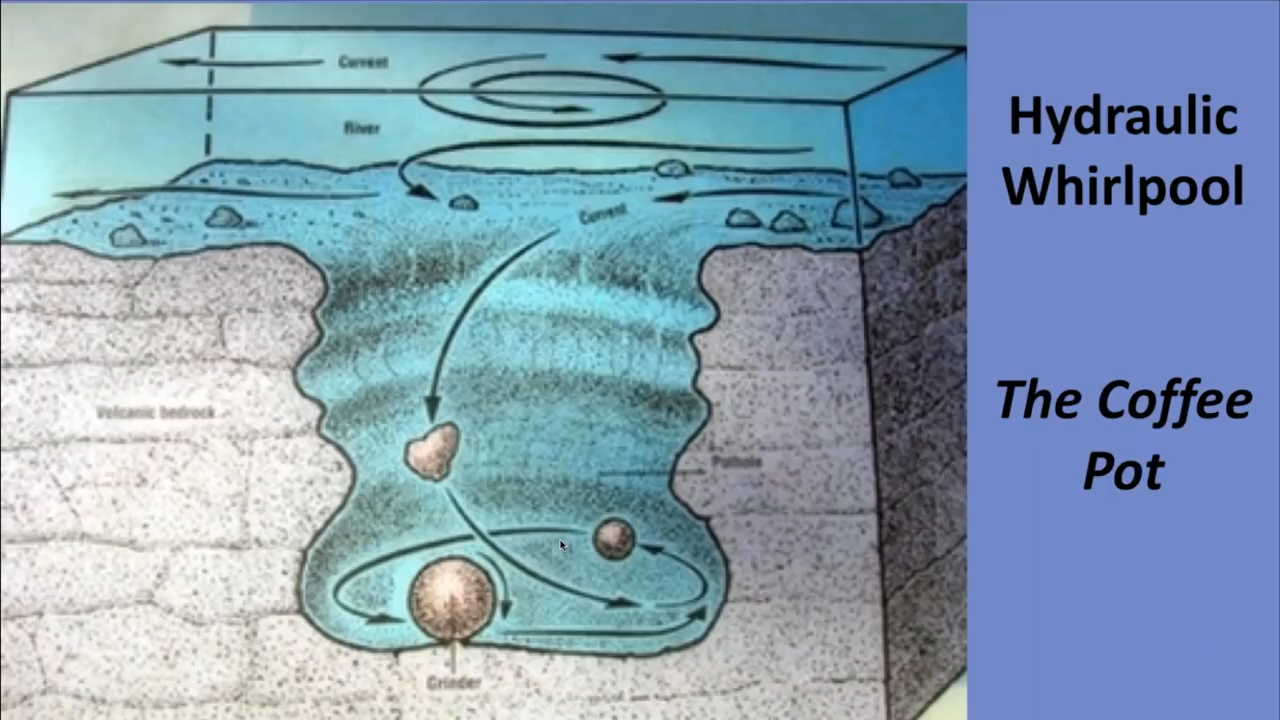 Current
River
Current
Volcanic bedrock
Pothole
Grinder
Hydraulic
Whirlpool
The Coffee
Pot